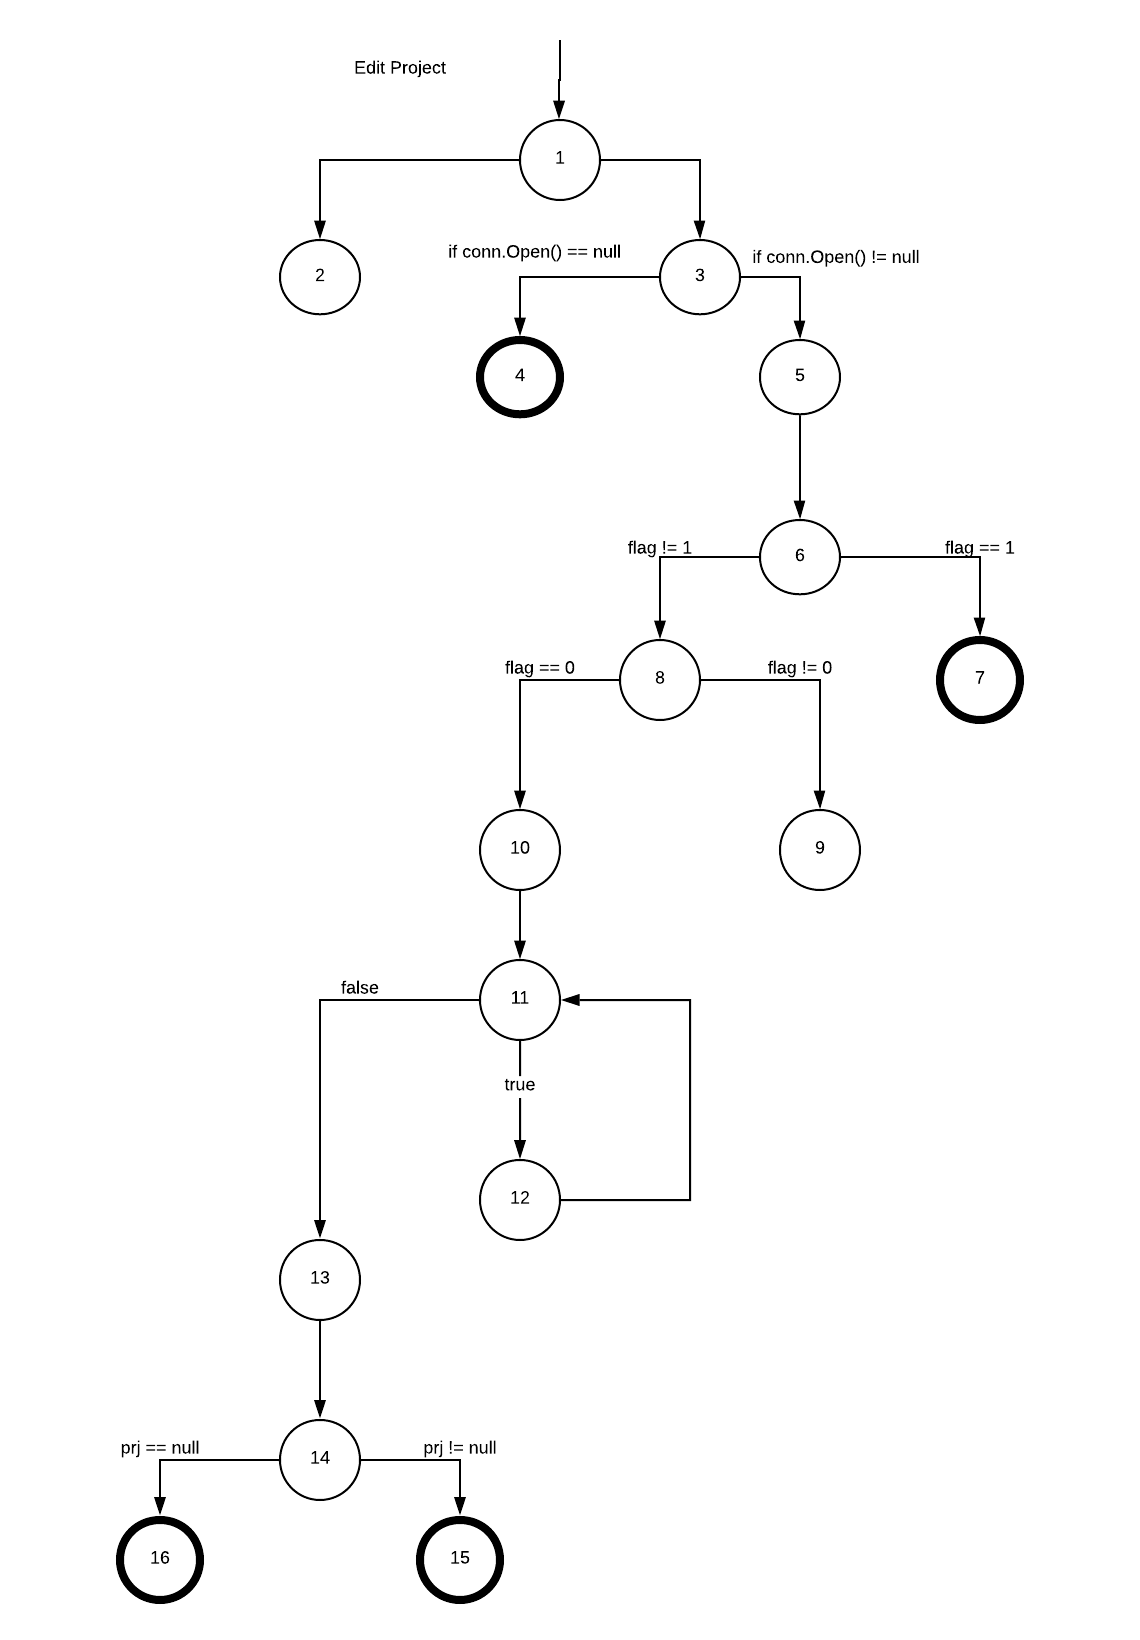 Edit Project
1
2
if conn.Open() == null
3
if conn.Open() != null
4
5
flag != 1
6
flag == 1
flag == 0
8
flag != 0
7
10
9
false
11
true
12
13
prj == null
14
prj != null
16
15